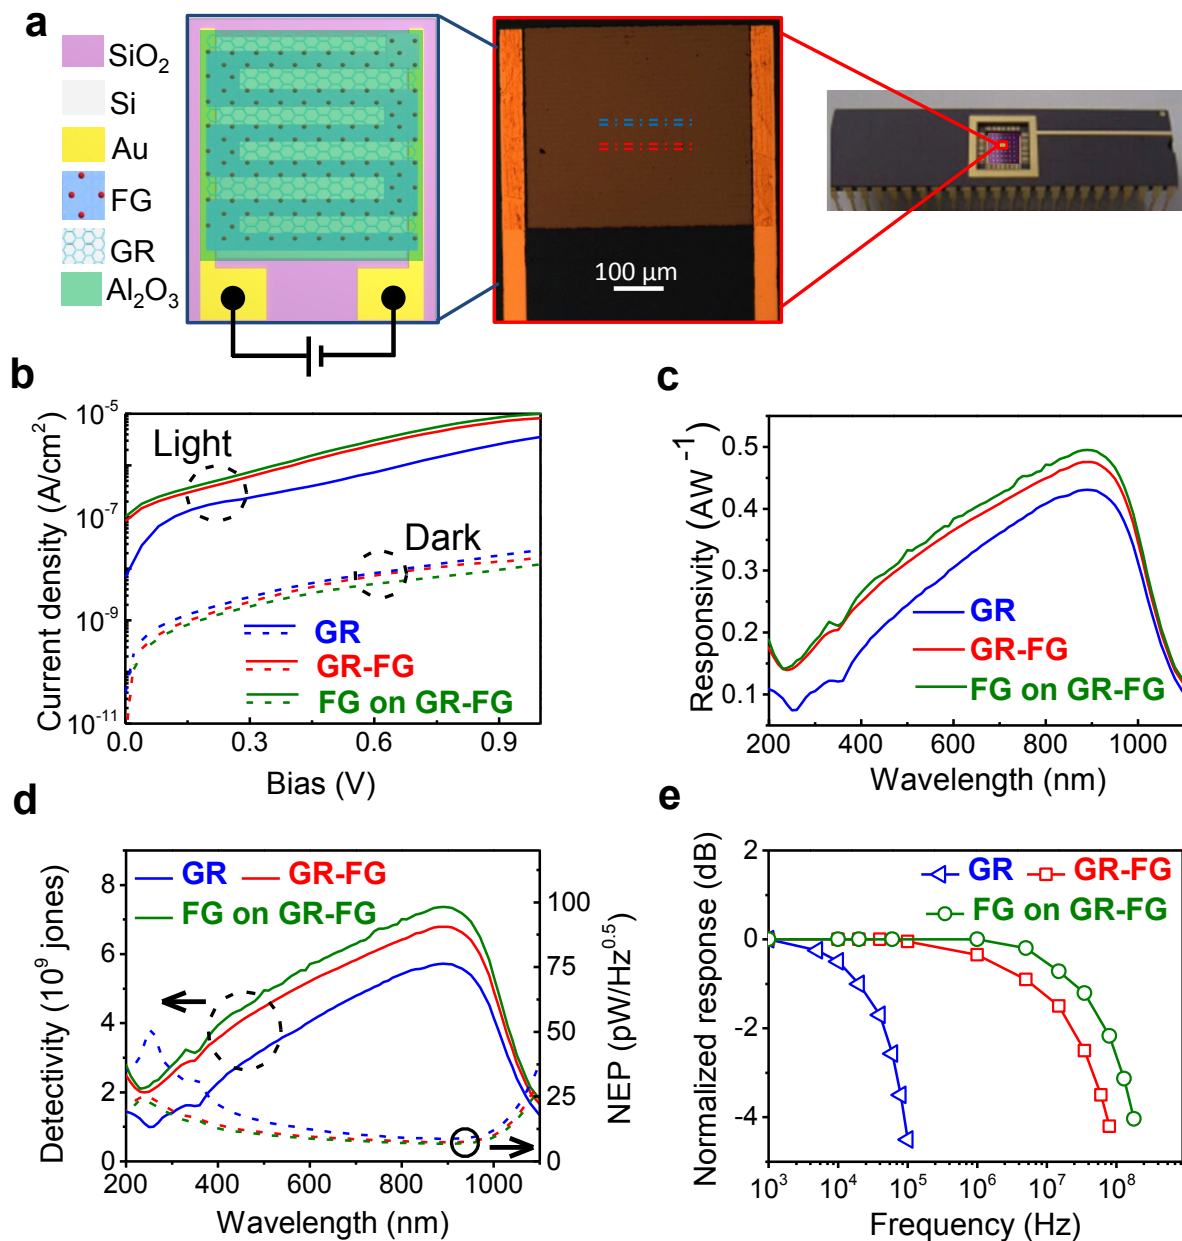 a
SiO₂
Si
Au
FG
GR
Al₂O₃
100 µm
b
Current density (A/cm²)
10⁻⁵
10⁻⁷
10⁻⁹
10⁻¹¹
Light
Dark
GR
GR-FG
FG on GR-FG
0.0 0.3 0.6 0.9
Bias (V)
c
Responsivity (AW⁻¹)
0.5
0.4
0.3
0.2
0.1
GR
GR-FG
FG on GR-FG
200 400 600 800 1000
Wavelength (nm)
d
Detectivity (10⁹ jones)
8
6
4
2
0
GR GR-FG
FG on GR-FG
100
75
50
25
0
NEP (pW/Hz⁰·⁵)
200 400 600 800 1000
Wavelength (nm)
e
Normalized response (dB)
2
0
-2
-4
GR GR-FG
FG on GR-FG
10³ 10⁴ 10⁵ 10⁶ 10⁷ 10⁸
Frequency (Hz)